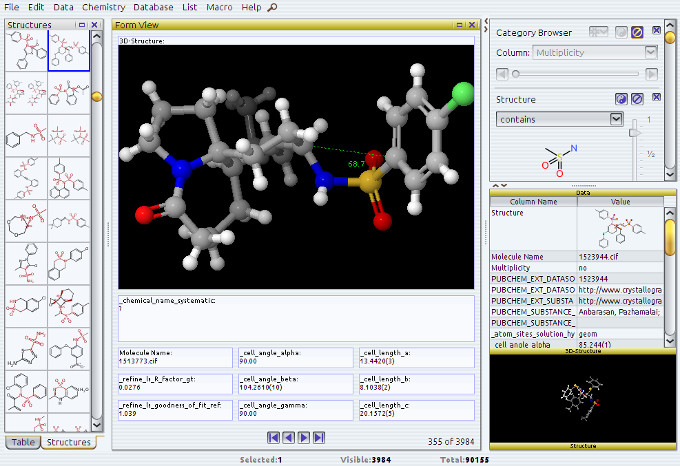 File Edit Data Chemistry Database List Macro Help
Structures
Table Structures
Form View
3D-Structure:
58.7
_chemical_name_systematic:
?
Molecule Name:
1513773.cif
_cell_angle_alpha:
90.00
_cell_length_a:
13.4420(3)
_refine_ls_R_factor_gt:
0.0276
_cell_angle_beta:
104.2610(10)
_cell_length_b:
8.1038(2)
_refine_ls_goodness_of_fit_ref:
1.039
_cell_angle_gamma:
90.00
_cell_length_c:
20.1572(5)
355 of 3984
Category Browser
Column: Multiplicity
Structure
contains
1
½
N
S
O
O
Data
Column Name Value
Structure
Molecule Name 1523944.cif
Multiplicity no
PUBCHEM_EXT_DATASO 1523944
PUBCHEM_EXT_DATASO http://www.crystallogra
PUBCHEM_EXT_SUBSTA http://www.crystallogra
PUBCHEM_SUBSTANCE_ Anbarasan, Pazhamalai;
PUBCHEM_SUBSTANCE_
_atom_sites_solution_hy geom
_cell_angle_alpha 85.244(1)
3D-Structure
Structure
Selected:1 Visible:3984 Total:90155